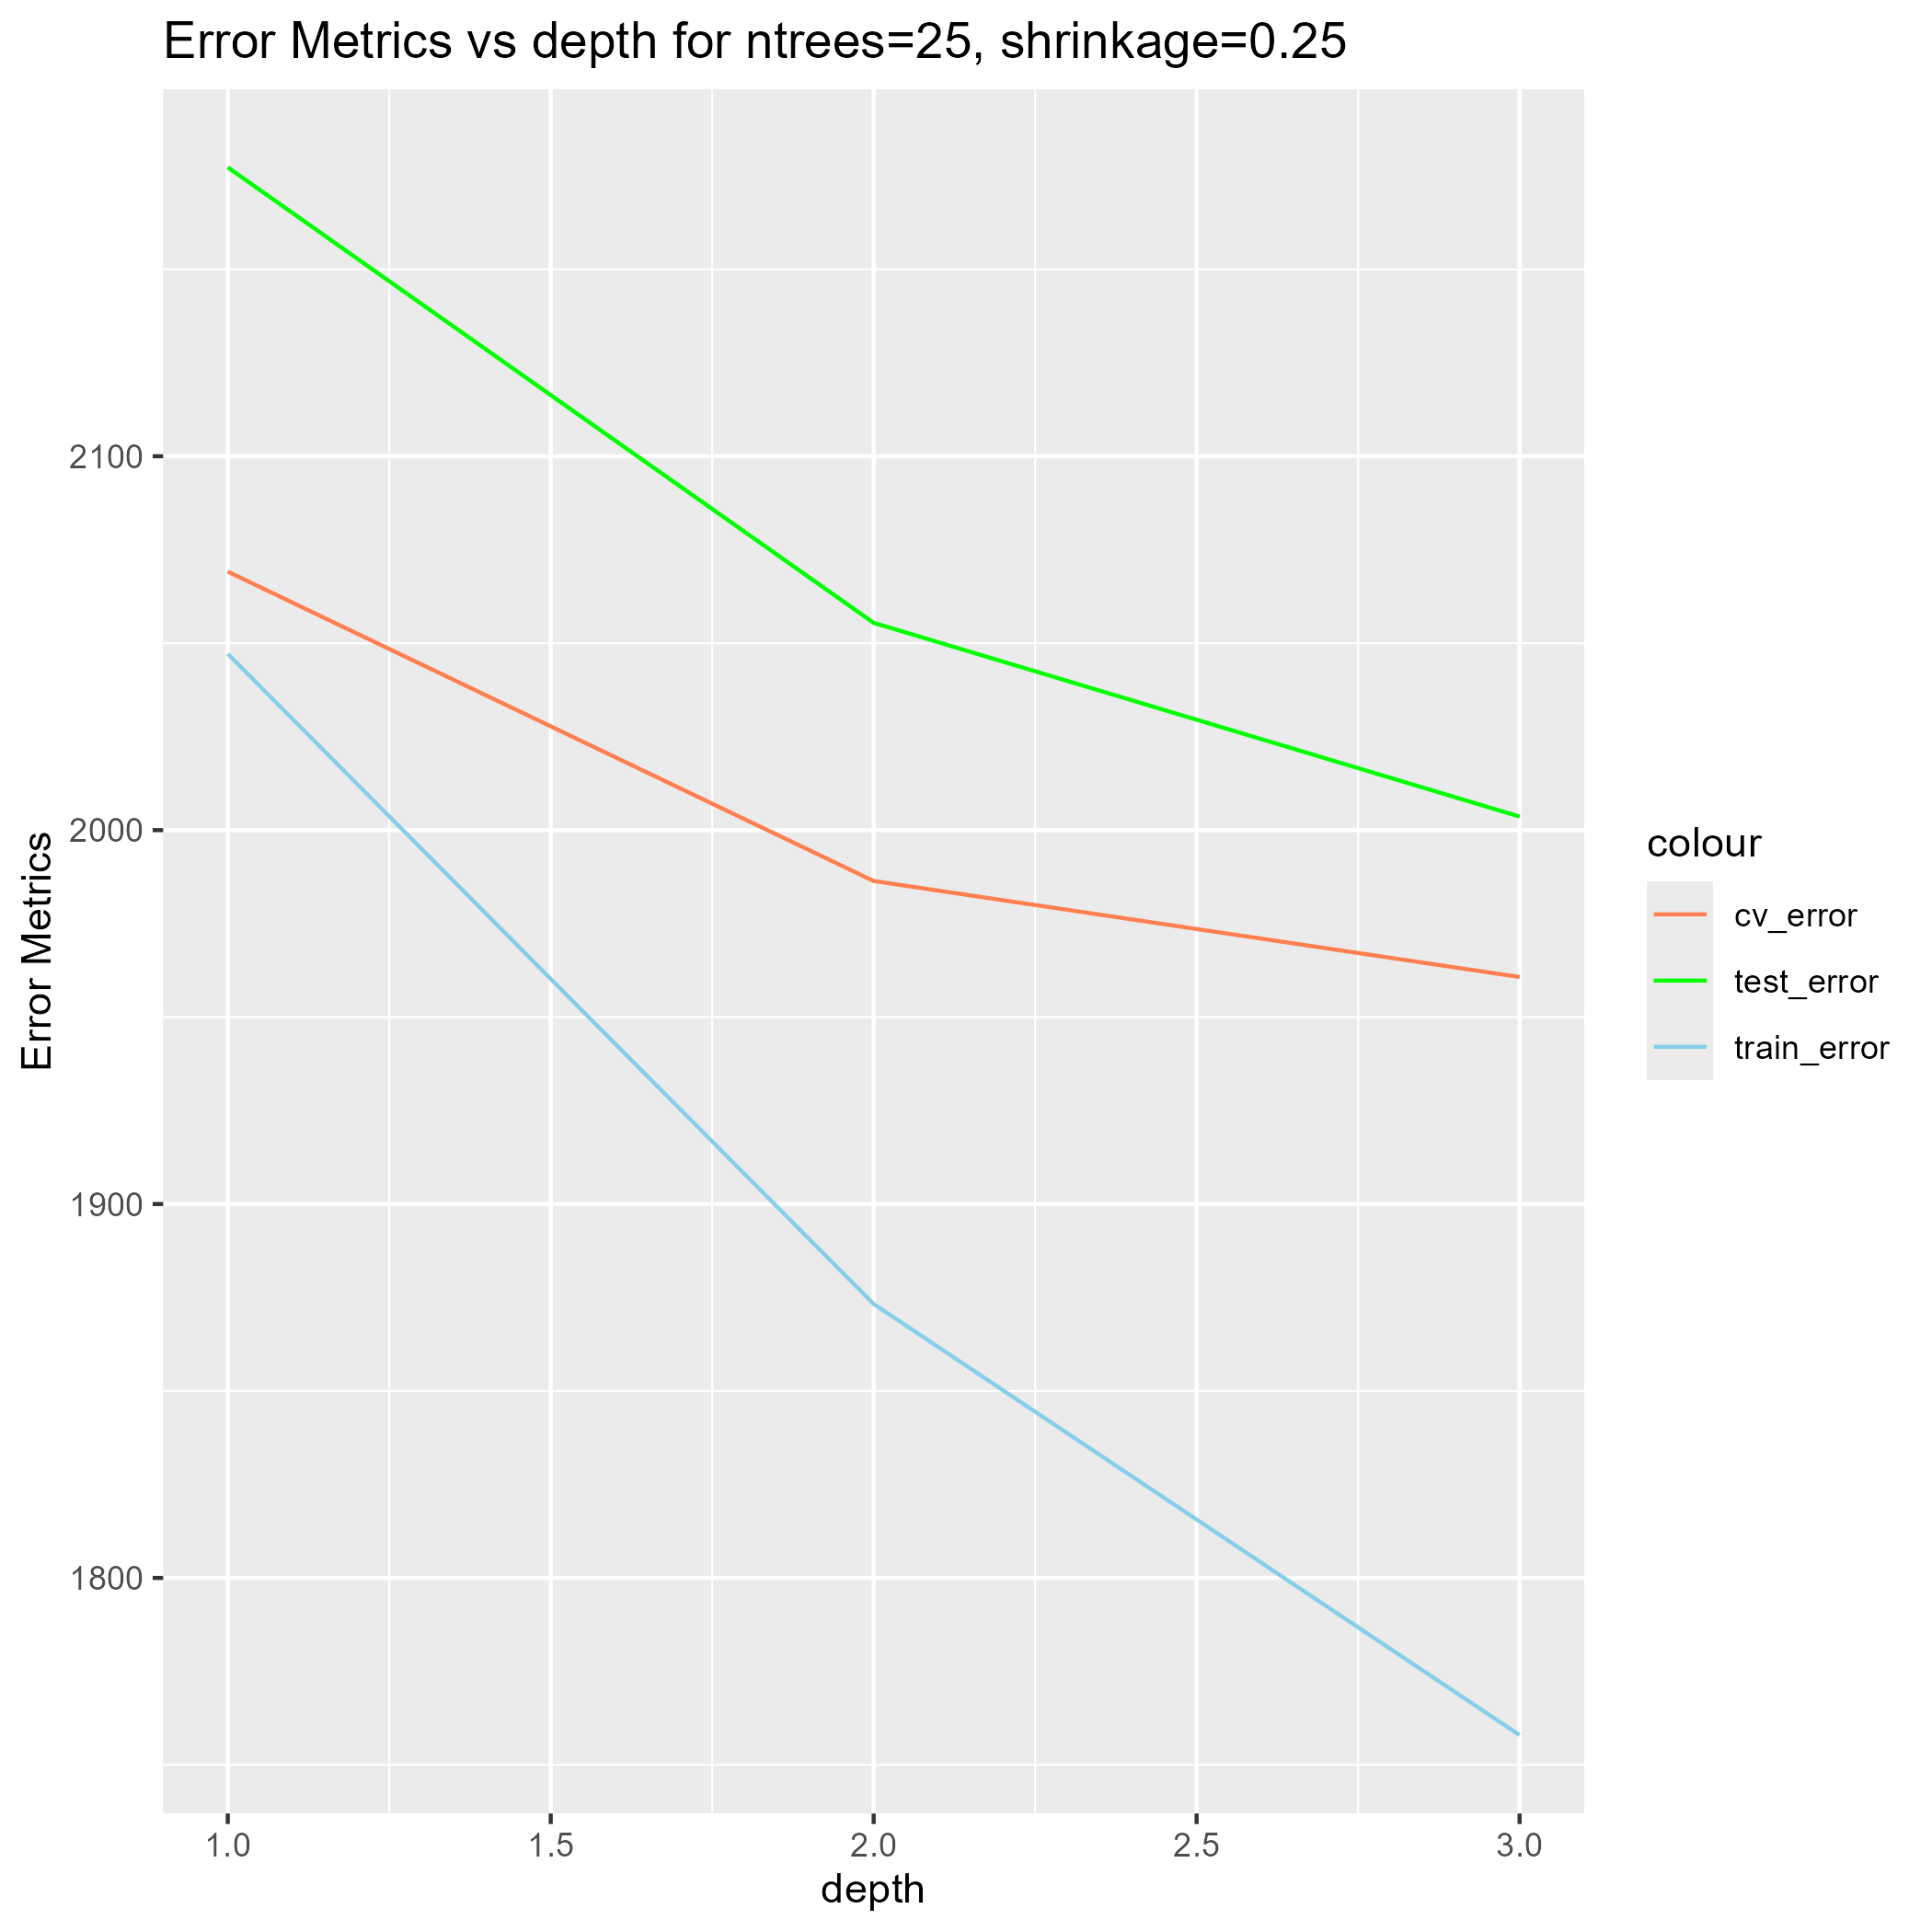 Error Metrics vs depth for ntrees=25, shrinkage=0.25
Error Metrics
2100
2000
1900
1800
1.0
1.5
2.0
2.5
3.0
depth
colour
cv_error
test_error
train_error